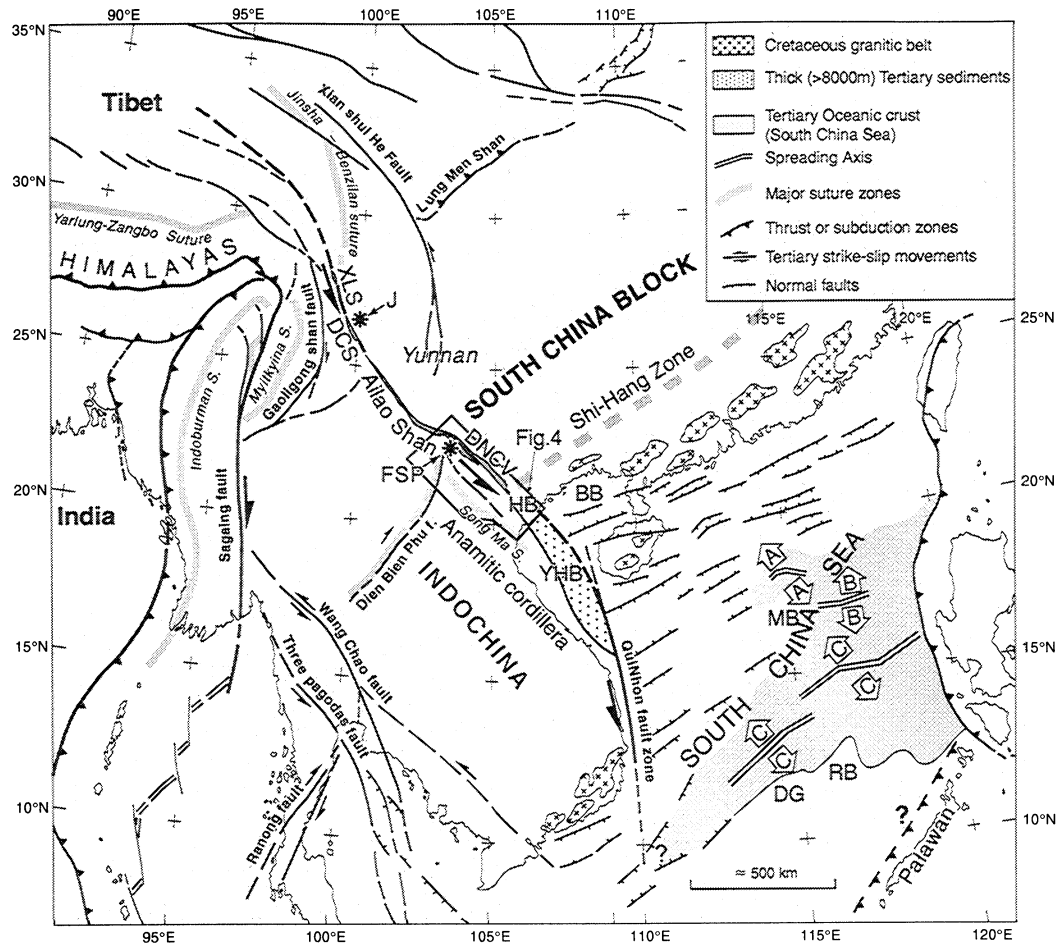 90°E
95°E
100°E
105°E
110°E
35°N
30°N
25°N
20°N
15°N
10°N
Cretaceous granitic belt
Thick (>8000m) Tertiary sediments
Tertiary Oceanic crust
(South China Sea)
Spreading Axis
Major suture zones
Thrust or subduction zones
Tertiary strike-slip movements
Normal faults
115°E
120°E
25°N
20°N
15°N
10°N
Tibet
Jinsha - Benzilan suture
Xian shui He Fault
Lung Men Shan
Yarlung-Zangbo Suture
HIMALAYAS
XLS
J
DCS
Yunnan
SOUTH CHINA BLOCK
Shi-Hang Zone
Gaoligong shan fault
Myitkyina S.
Indoburman S.
Ailao Shan
Fig.4
DNCV
FSP
HB
BB
India
Sagaing fault
Song Ma S.
Anamitic cordillera
Dien Bien Phu f.
YHB
INDOCHINA
SOUTH CHINA SEA
A
A
B
B
MB
C
C
C
C
Wang Chao fault
Three pagodas fault
Qui Nhon fault zone
Ranong fault
RB
DG
?
?
Palawan
≈ 500 km
95°E
100°E
105°E
110°E
115°E
120°E